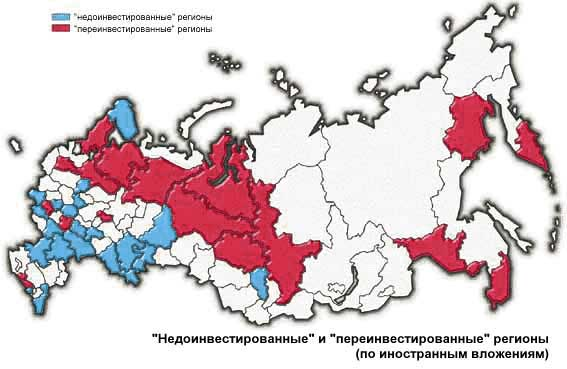 "недоинвестированные" регионы
"переинвестированные" регионы
"Недоинвестированные" и "переинвестированные" регионы
(по иностранным вложениям)